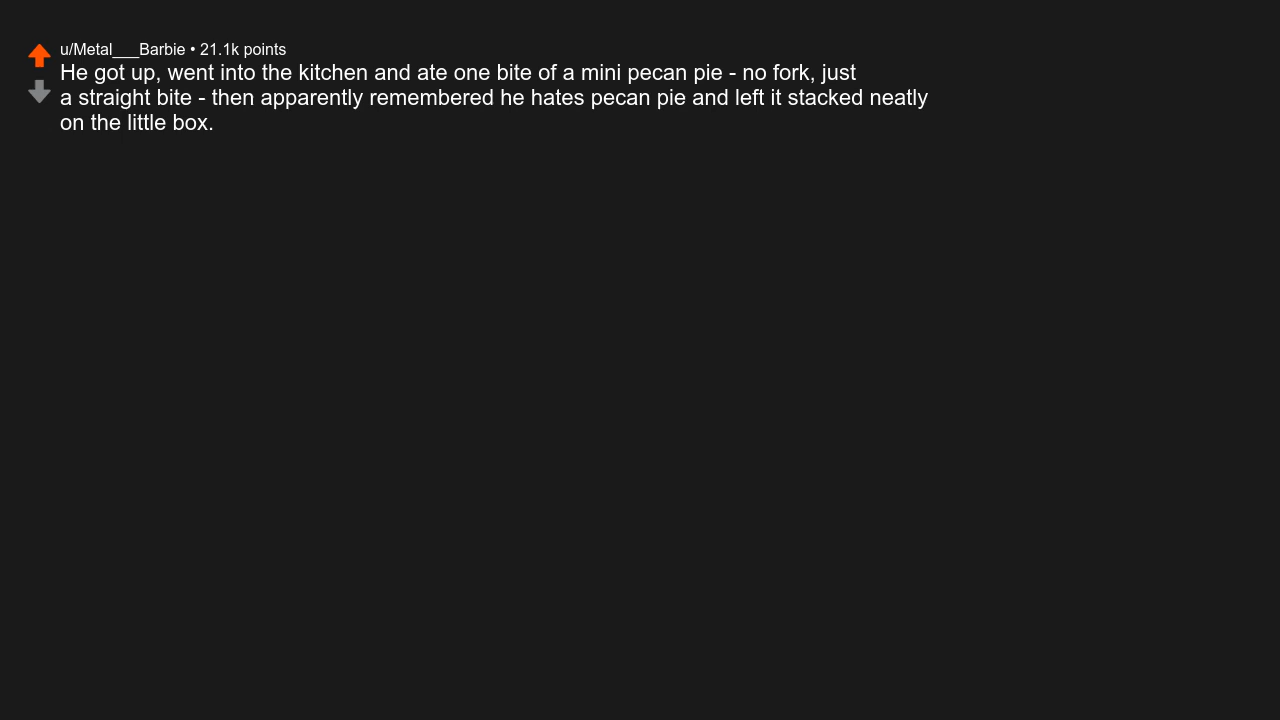 u/Metal___Barbie • 21.1k points
He got up, went into the kitchen and ate one bite of a mini pecan pie - no fork, just
a straight bite - then apparently remembered he hates pecan pie and left it stacked neatly
on the little box.